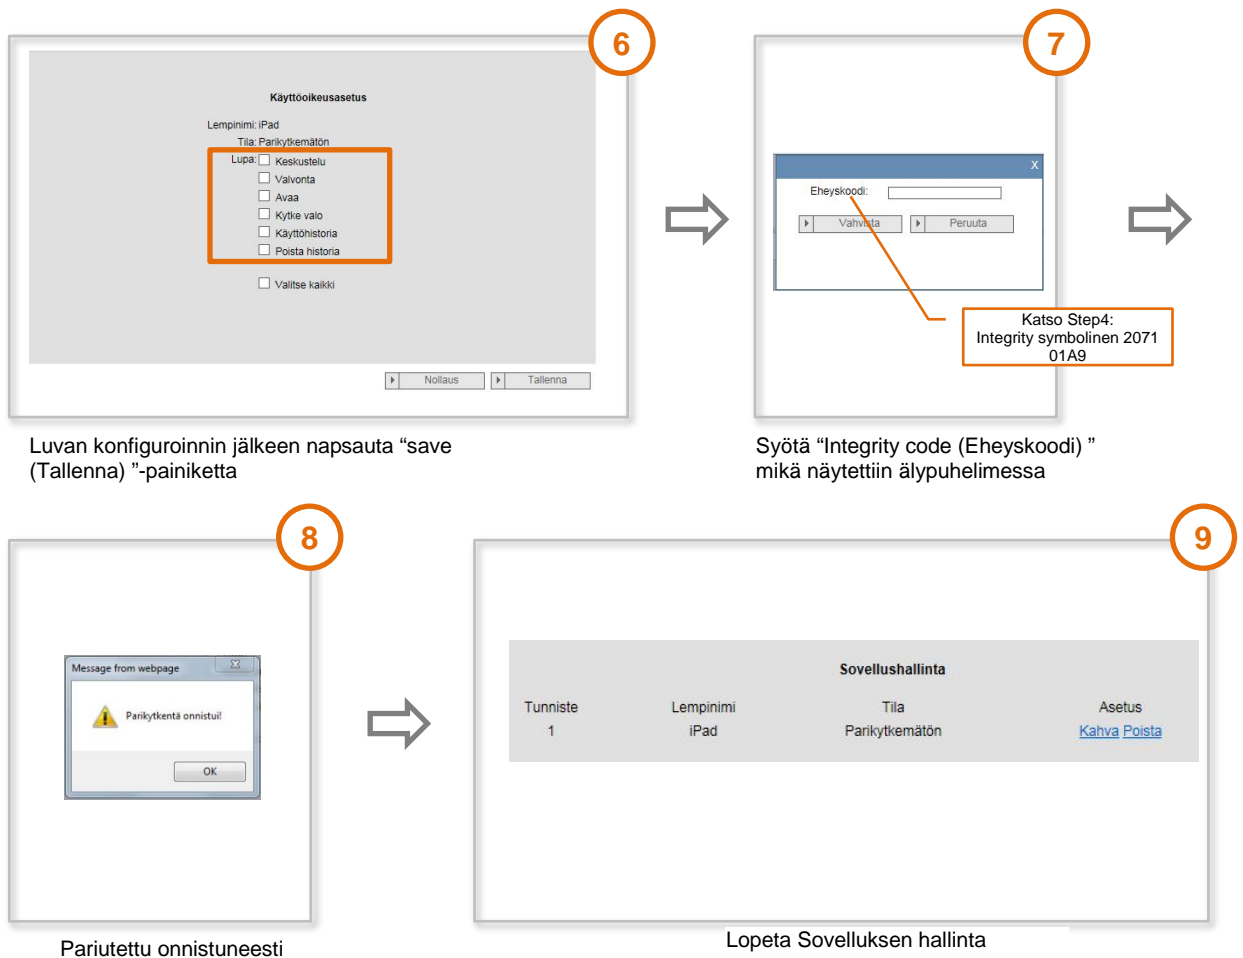 6
Käyttöoikeusasetus
Lempinimi: iPad
Tila: Parikytkemätön
Lupa: Keskustelu
Valvonta
Avaa
Kytke valo
Käyttöhistoria
Poista historia
Valitse kaikki
Nollaus Tallenna
Luvan konfiguroinnin jälkeen napsauta “save
(Tallenna) ”-painiketta
7
X
Eheyskoodi:
Vahvista Peruuta
Katso Step4:
Integrity symbolinen 2071
01A9
Syötä “Integrity code (Eheyskoodi) ”
mikä näytettiin älypuhelimessa
8
Message from webpage
Parikytkentä onnistui!
OK
Pariutettu onnistuneesti
9
Sovellushallinta
Tunniste Lempinimi Tila Asetus
1 iPad Parikytkemätön Kahva Poista
Lopeta Sovelluksen hallinta